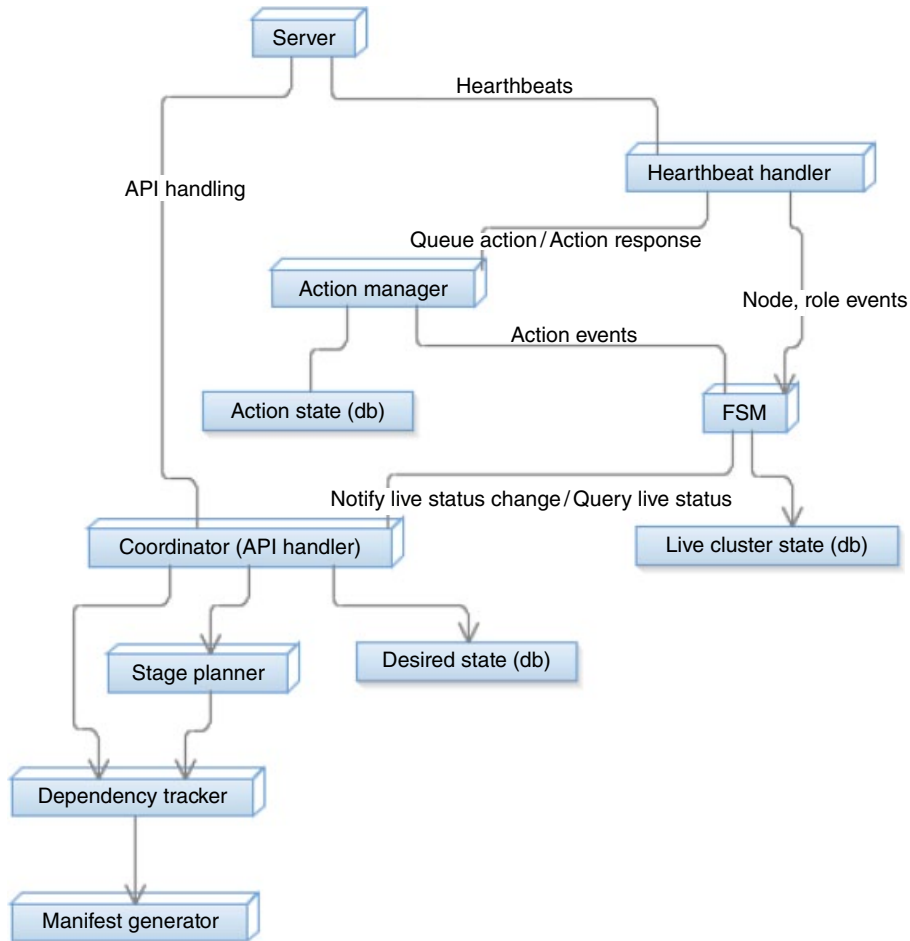 Server
Hearthbeats
Hearthbeat handler
API handling
Queue action/Action response
Action manager
Node, role events
Action events
Action state (db)
FSM
Notify live status change/Query live status
Coordinator (API handler)
Live cluster state (db)
Stage planner
Desired state (db)
Dependency tracker
Manifest generator